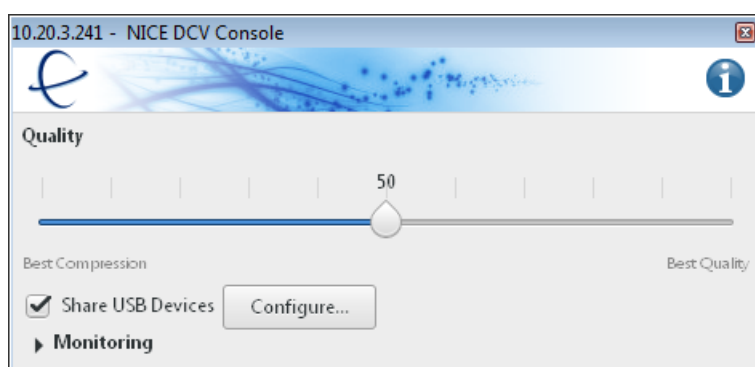 10.20.3.241 - NICE DCV Console
Quality
50
Best Compression Best Quality
Share USB Devices Configure...
Monitoring